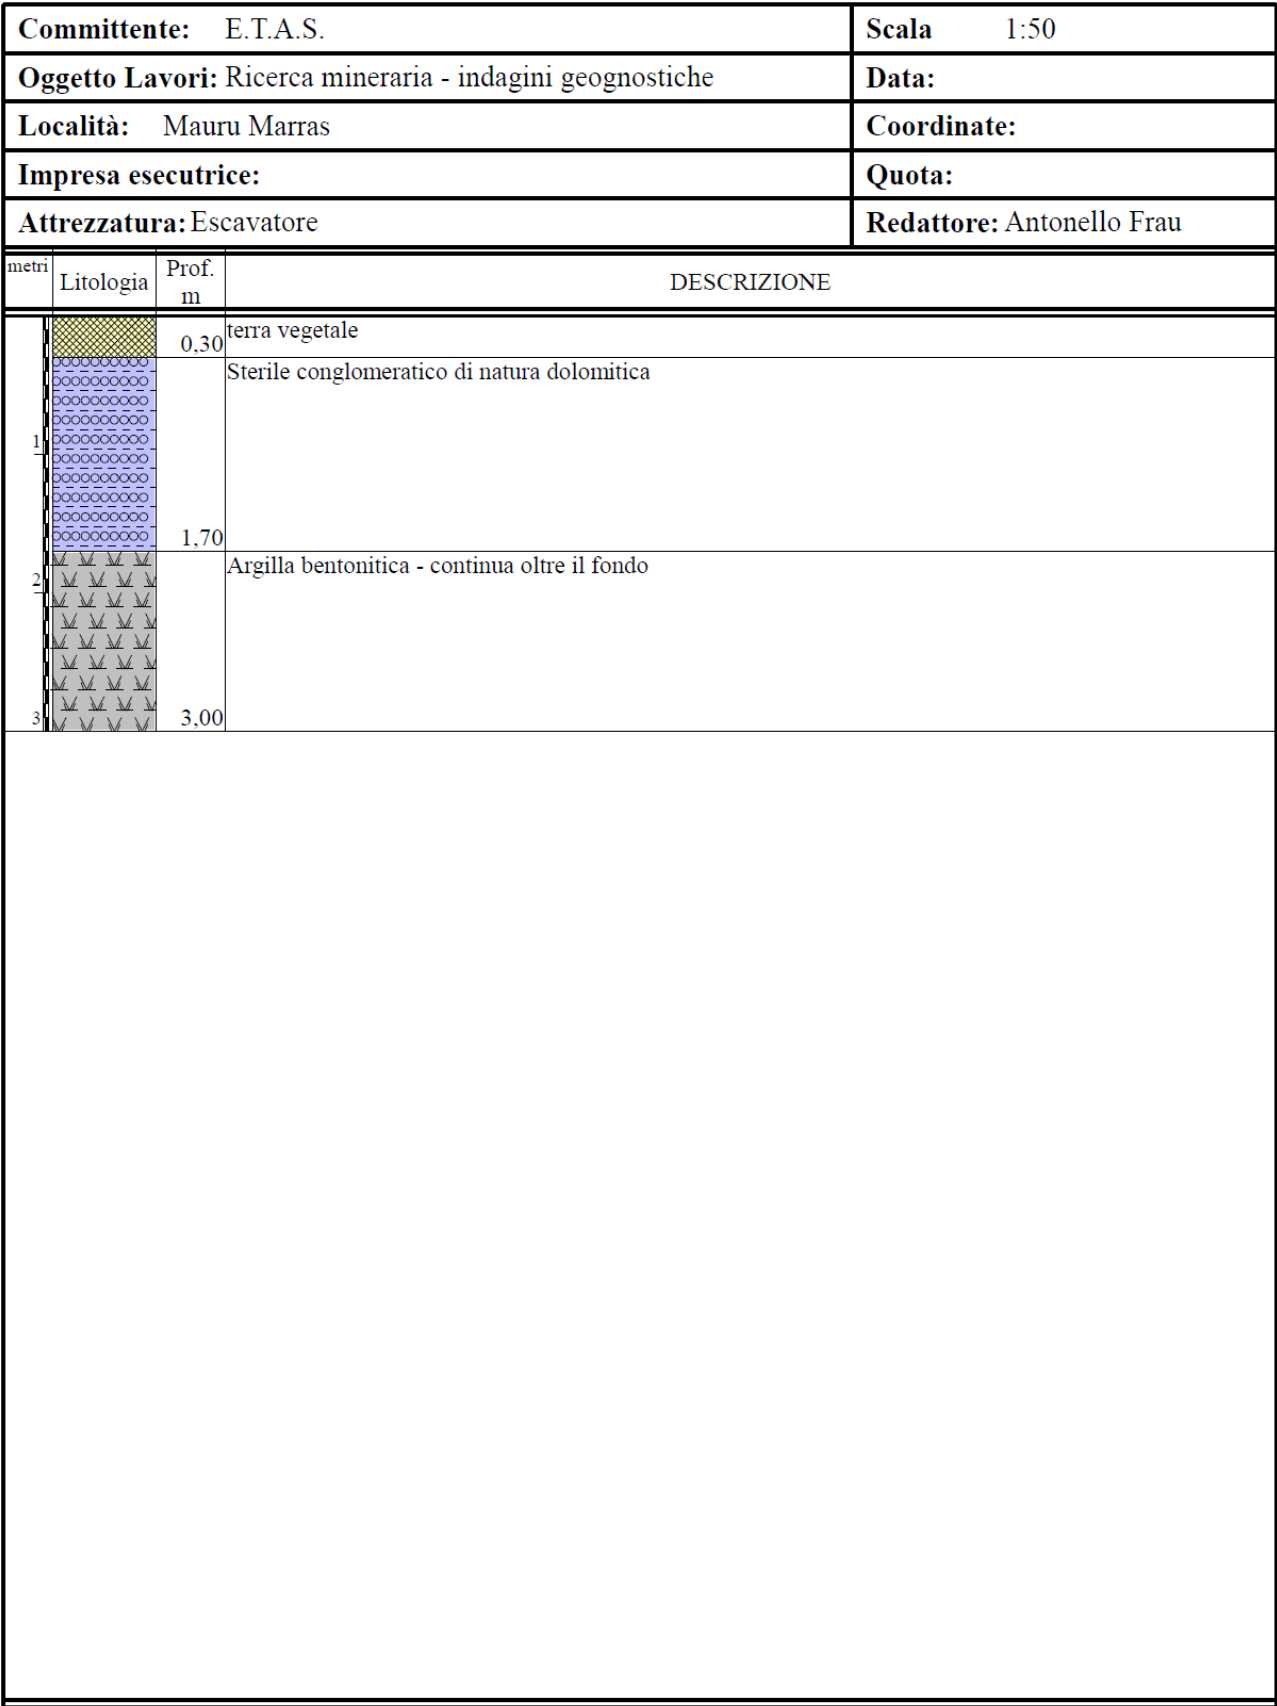 Committente: E.T.A.S.
Scala 1:50
Oggetto Lavori: Ricerca mineraria - indagini geognostiche
Data:
Località: Mauru Marras
Coordinate:
Impresa esecutrice:
Quota:
Attrezzatura: Escavatore
Redattore: Antonello Frau
metri
Litologia
Prof.
m
DESCRIZIONE
0,30
terra vegetale
Sterile conglomeratico di natura dolomitica
1
1,70
Argilla bentonitica - continua oltre il fondo
2
3
3,00